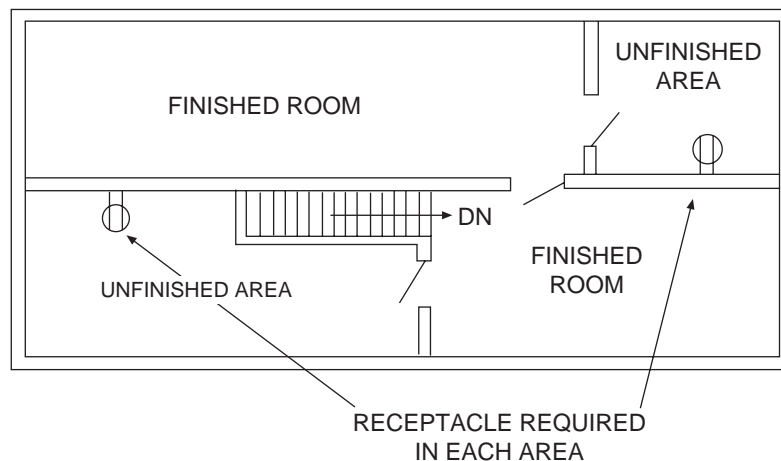 UNFINISHED
AREA
FINISHED ROOM
DN
FINISHED
ROOM
UNFINISHED AREA
RECEPTACLE REQUIRED
IN EACH AREA